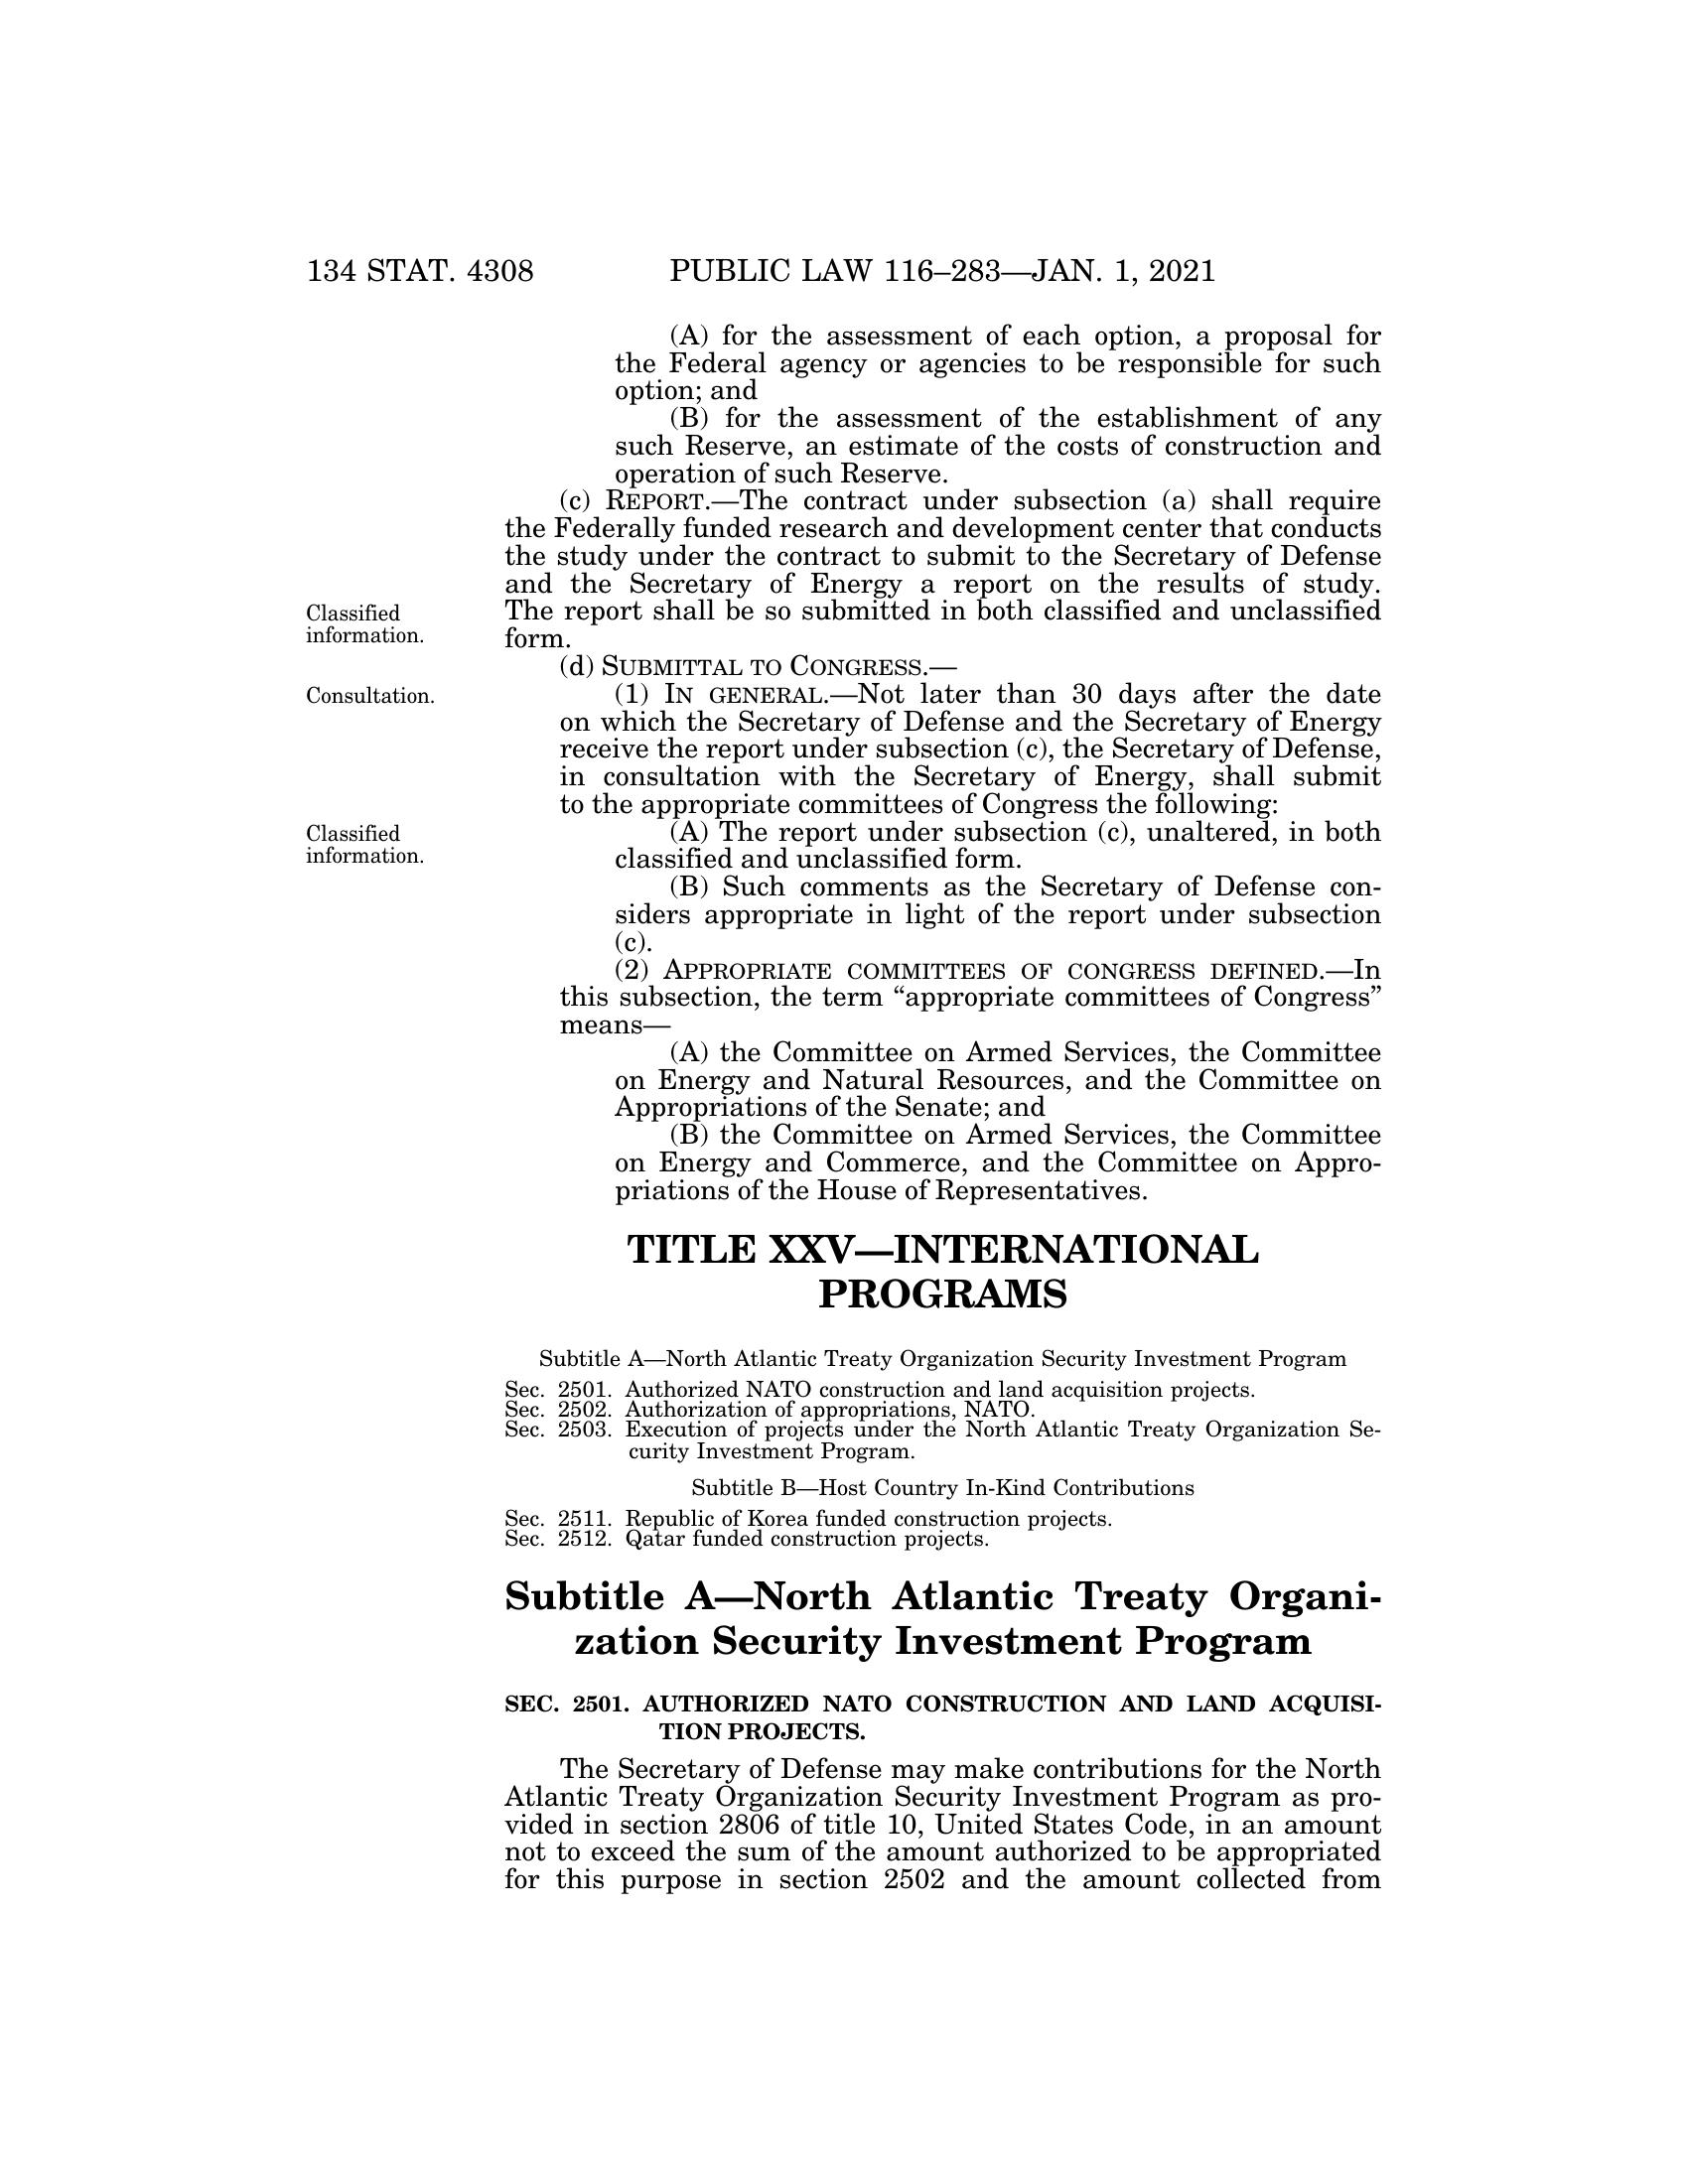 134 STAT. 4308
PUBLIC LAW 116–283—JAN. 1, 2021
(A) for the assessment of each option, a proposal for
the Federal agency or agencies to be responsible for such
option; and
(B) for the assessment of the establishment of any
such Reserve, an estimate of the costs of construction and
operation of such Reserve.
(c) REPORT.—The contract under subsection (a) shall require
the Federally funded research and development center that conducts
the study under the contract to submit to the Secretary of Defense
and the Secretary of Energy a report on the results of study.
The report shall be so submitted in both classified and unclassified
form.
Classified
information.
(d) SUBMITTAL TO CONGRESS.—
Consultation.
(1) IN GENERAL.—Not later than 30 days after the date
on which the Secretary of Defense and the Secretary of Energy
receive the report under subsection (c), the Secretary of Defense,
in consultation with the Secretary of Energy, shall submit
to the appropriate committees of Congress the following:
Classified
information.
(A) The report under subsection (c), unaltered, in both
classified and unclassified form.
(B) Such comments as the Secretary of Defense con-
siders appropriate in light of the report under subsection
(c).
(2) APPROPRIATE COMMITTEES OF CONGRESS DEFINED.—In
this subsection, the term “appropriate committees of Congress”
means—
(A) the Committee on Armed Services, the Committee
on Energy and Natural Resources, and the Committee on
Appropriations of the Senate; and
(B) the Committee on Armed Services, the Committee
on Energy and Commerce, and the Committee on Appro-
priations of the House of Representatives.
TITLE XXV—INTERNATIONAL
PROGRAMS
Subtitle A—North Atlantic Treaty Organization Security Investment Program
Sec. 2501. Authorized NATO construction and land acquisition projects.
Sec. 2502. Authorization of appropriations, NATO.
Sec. 2503. Execution of projects under the North Atlantic Treaty Organization Se-
curity Investment Program.
Subtitle B—Host Country In-Kind Contributions
Sec. 2511. Republic of Korea funded construction projects.
Sec. 2512. Qatar funded construction projects.
Subtitle A—North Atlantic Treaty Organi-
zation Security Investment Program
SEC. 2501. AUTHORIZED NATO CONSTRUCTION AND LAND ACQUISI-
TION PROJECTS.
The Secretary of Defense may make contributions for the North
Atlantic Treaty Organization Security Investment Program as pro-
vided in section 2806 of title 10, United States Code, in an amount
not to exceed the sum of the amount authorized to be appropriated
for this purpose in section 2502 and the amount collected from